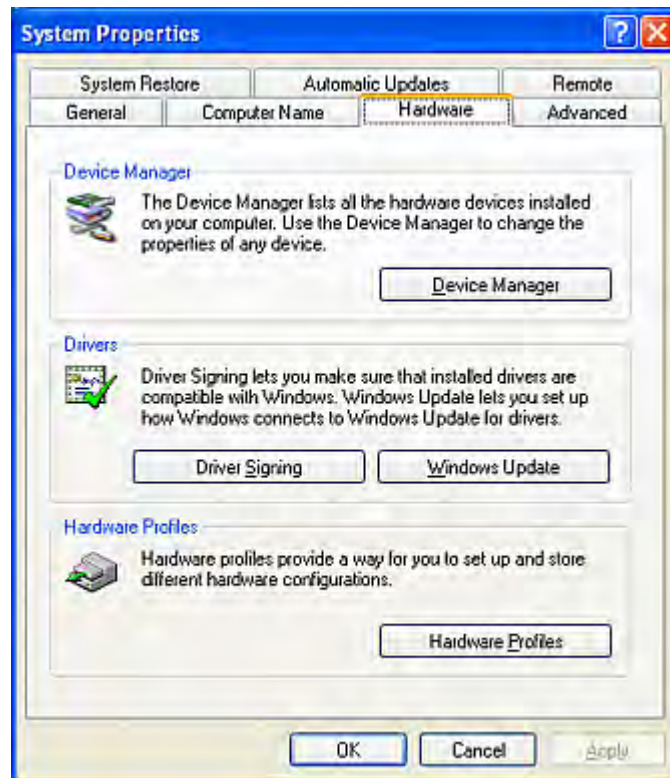 System Properties
System Restore Automatic Updates Remote
General Computer Name Hardware Advanced
Device Manager
The Device Manager lists all the hardware devices installed
on your computer. Use the Device Manager to change the
properties of any device.
Device Manager
Drivers
Driver Signing lets you make sure that installed drivers are
compatible with Windows. Windows Update lets you set up
how Windows connects to Windows Update for drivers.
Driver Signing Windows Update
Hardware Profiles
Hardware profiles provide a way for you to set up and store
different hardware configurations.
Hardware Profiles
OK Cancel Apply